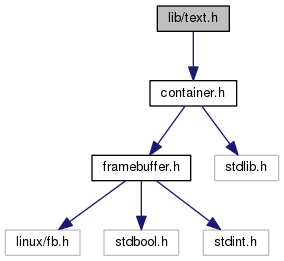 lib/text.h
container.h
framebuffer.h
stdlib.h
linux/fb.h
stdbool.h
stdint.h